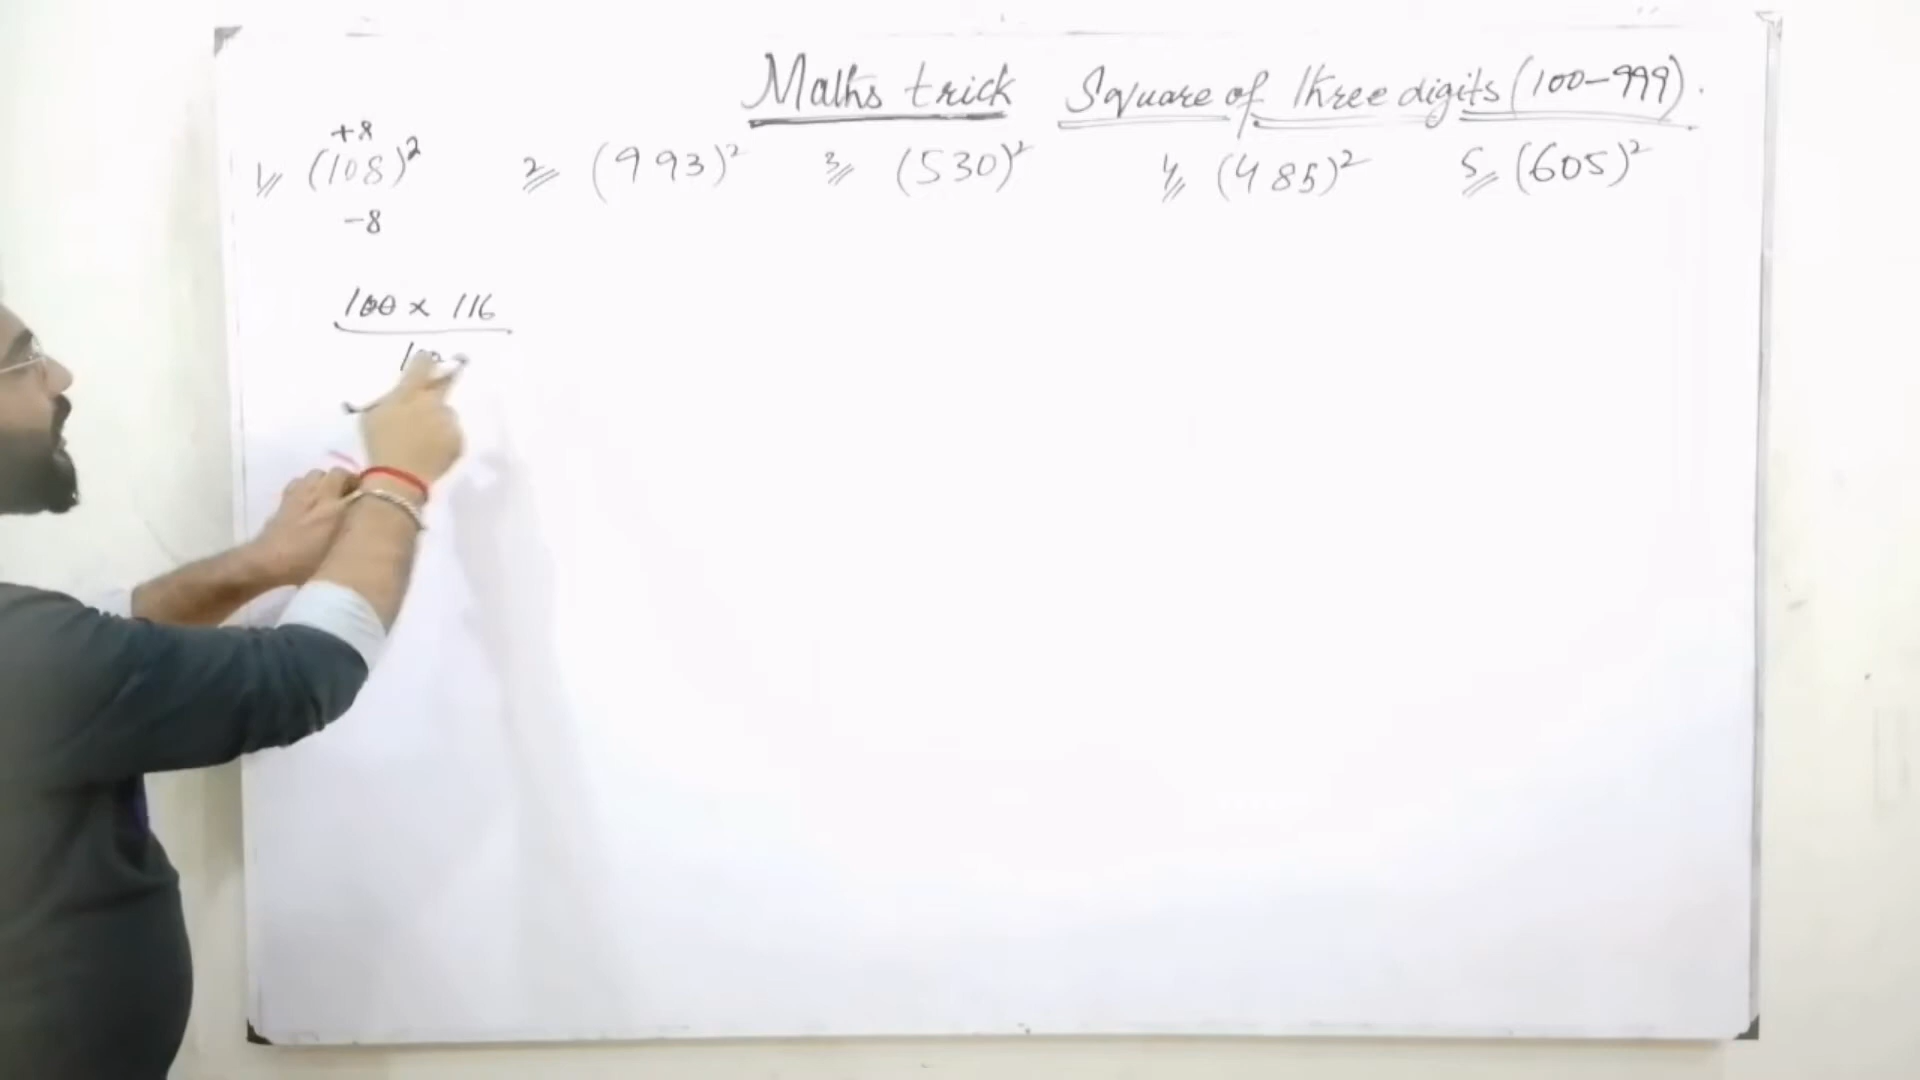 Maths trick Square of three digits (100-999).
+8
1 (108)² 2 (993)² 3 (530)² 4 (485)² 5 (605)²
-8
100 × 116
100